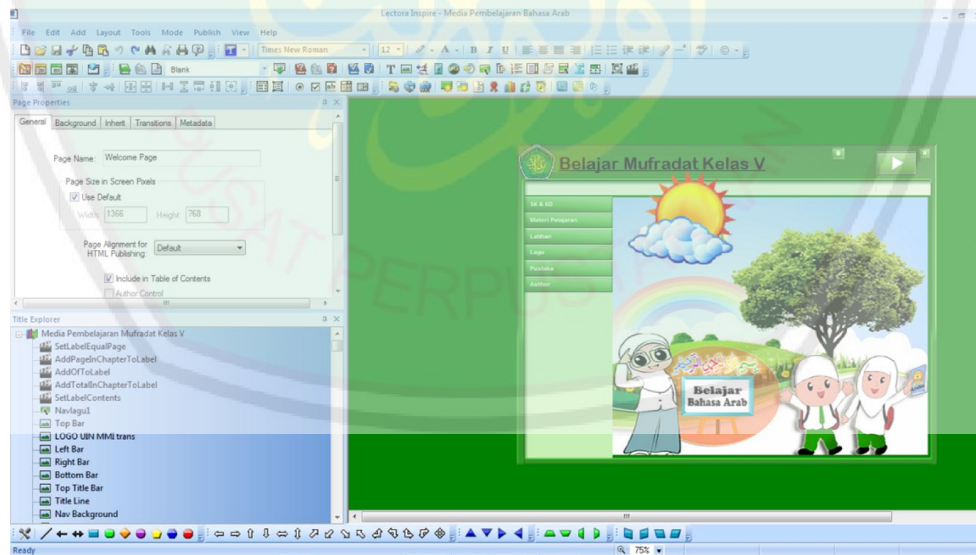 Lectora Inspire - Media Pembelajaran Bahasa Arab
File Edit Add Layout Tools Mode Publish View Help
Times New Roman 12 A B I U
Blank
Page Properties
General Background Inherit Transitions Metadata
Page Name: Welcome Page
Page Size in Screen Pixels
Use Default
Width: 1366 Height: 768
Page Alignment for HTML Publishing: Default
Include in Table of Contents
Author Control
Title Explorer
Media Pembelajaran Mufradat Kelas V
SetLabelEqualPage
AddPageInChapterToLabel
AddOfToLabel
AddTotalInChapterToLabel
SetLabelContents
Navlagu1
Top Bar
LOGO UIN MMI trans
Left Bar
Right Bar
Bottom Bar
Top Title Bar
Title Line
Nav Background
Belajar Mufradat Kelas V
SK & KD
Materi Pelajaran
Latihan
Lagu
Pustaka
Author
Belajar
Bahasa Arab
PUSAT PERPUS
Ready
75%